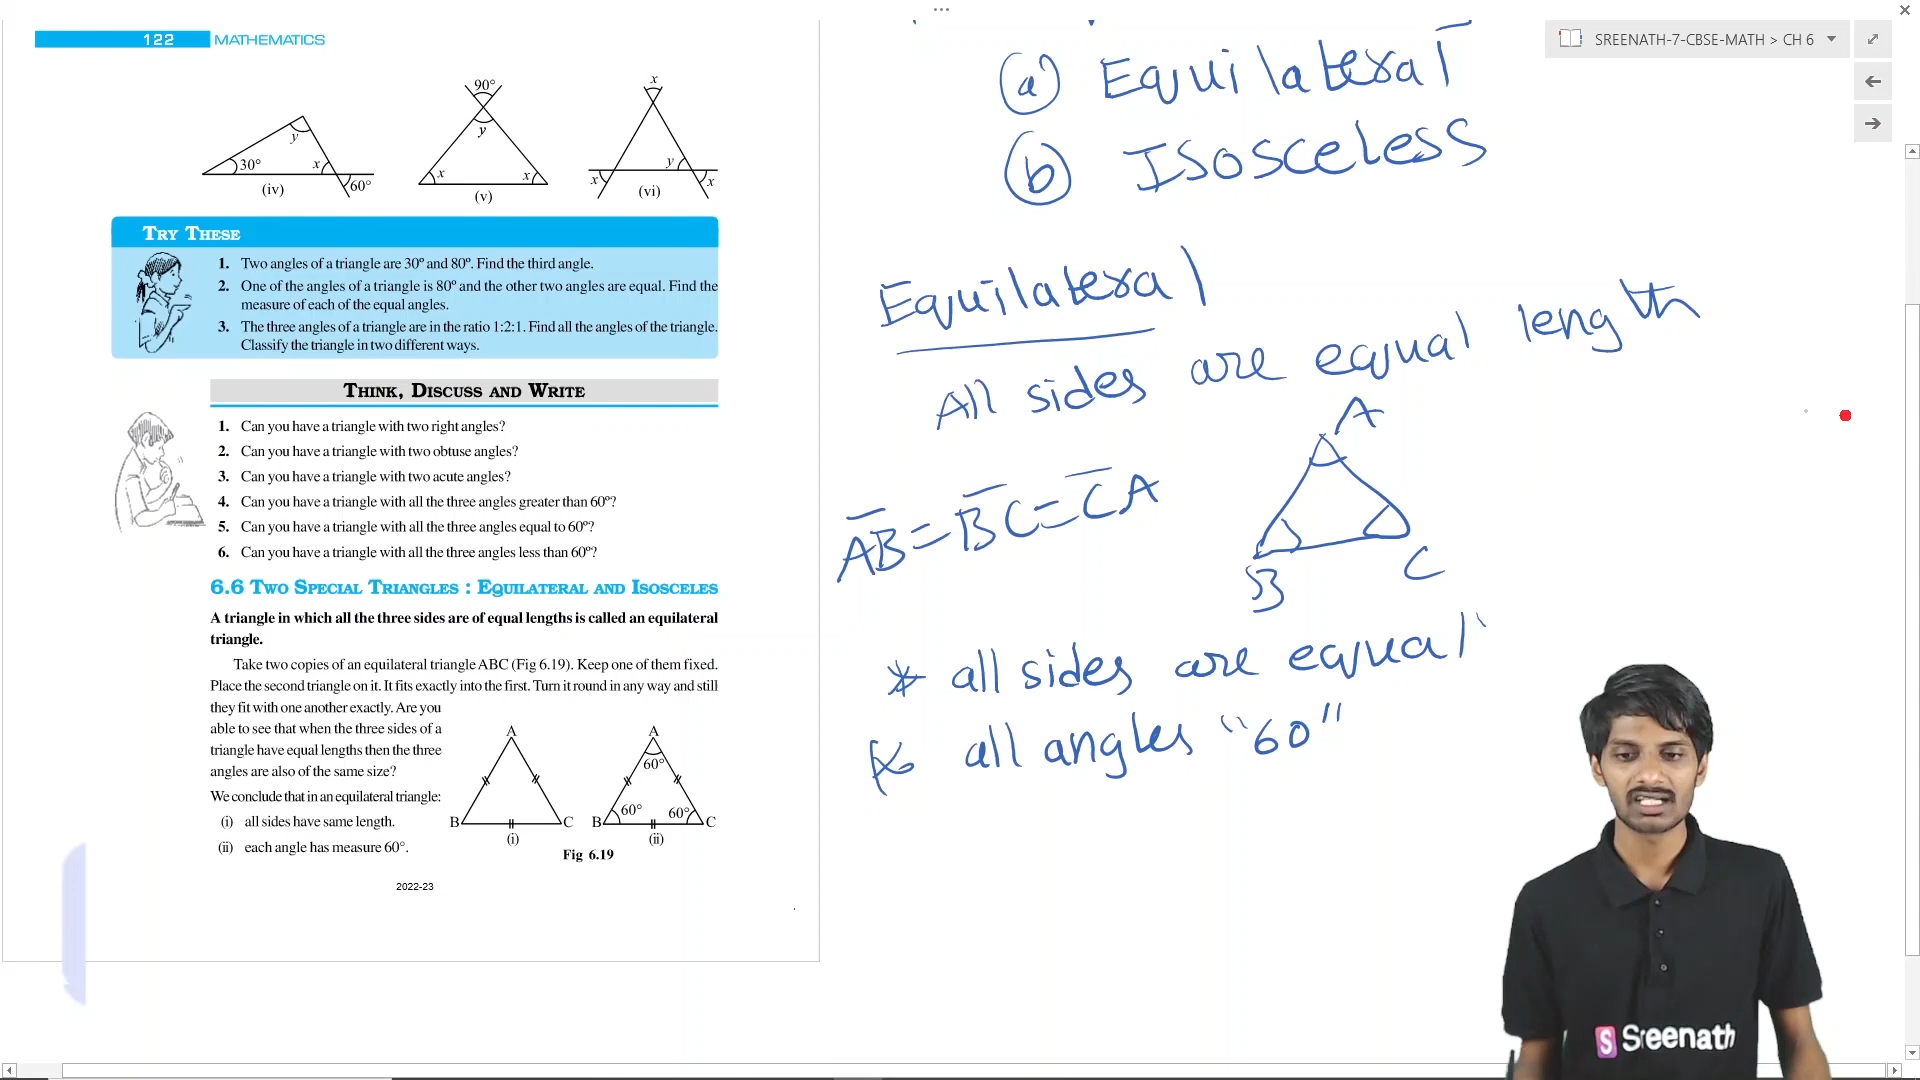 ...
122 MATHEMATICS
30° y x 60°
(iv)
90°
y
x x
(v)
x
y
x x
(vi)
TRY THESE
1. Two angles of a triangle are 30º and 80º. Find the third angle.
2. One of the angles of a triangle is 80º and the other two angles are equal. Find the
measure of each of the equal angles.
3. The three angles of a triangle are in the ratio 1:2:1. Find all the angles of the triangle.
Classify the triangle in two different ways.
THINK, DISCUSS AND WRITE
1. Can you have a triangle with two right angles?
2. Can you have a triangle with two obtuse angles?
3. Can you have a triangle with two acute angles?
4. Can you have a triangle with all the three angles greater than 60º?
5. Can you have a triangle with all the three angles equal to 60º?
6. Can you have a triangle with all the three angles less than 60º?
6.6 TWO SPECIAL TRIANGLES : EQUILATERAL AND ISOSCELES
A triangle in which all the three sides are of equal lengths is called an equilateral
triangle.
Take two copies of an equilateral triangle ABC (Fig 6.19). Keep one of them fixed.
Place the second triangle on it. It fits exactly into the first. Turn it round in any way and still
they fit with one another exactly. Are you
able to see that when the three sides of a
triangle have equal lengths then the three
angles are also of the same size?
We conclude that in an equilateral triangle:
(i) all sides have same length.
(ii) each angle has measure 60°.
A
B C
(i)
A
60°
60° 60°
B C
(ii)
Fig 6.19
2022-23
(a) Equilateral
(b) Isosceless
Equilateral
All sides are equal length
A
B C
AB = BC = CA
* all sides are equal
* all angles "60"
SREENATH-7-CBSE-MATH > CH 6
S Sreenath